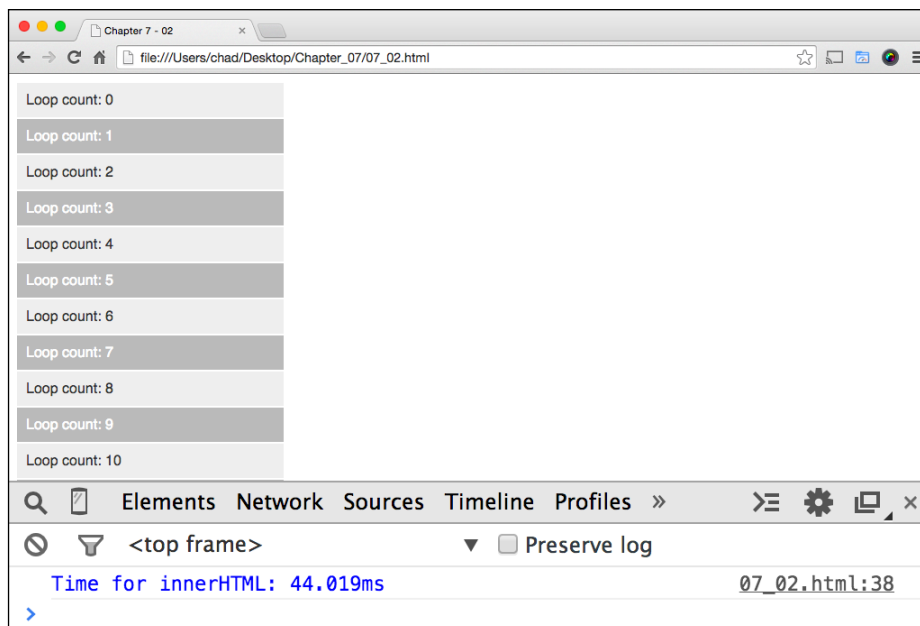 Chapter 7 - 02
file:///Users/chad/Desktop/Chapter_07/07_02.html
Loop count: 0
Loop count: 1
Loop count: 2
Loop count: 3
Loop count: 4
Loop count: 5
Loop count: 6
Loop count: 7
Loop count: 8
Loop count: 9
Loop count: 10
Elements Network Sources Timeline Profiles »
<top frame> ▼ Preserve log
Time for innerHTML: 44.019ms 07_02.html:38
>